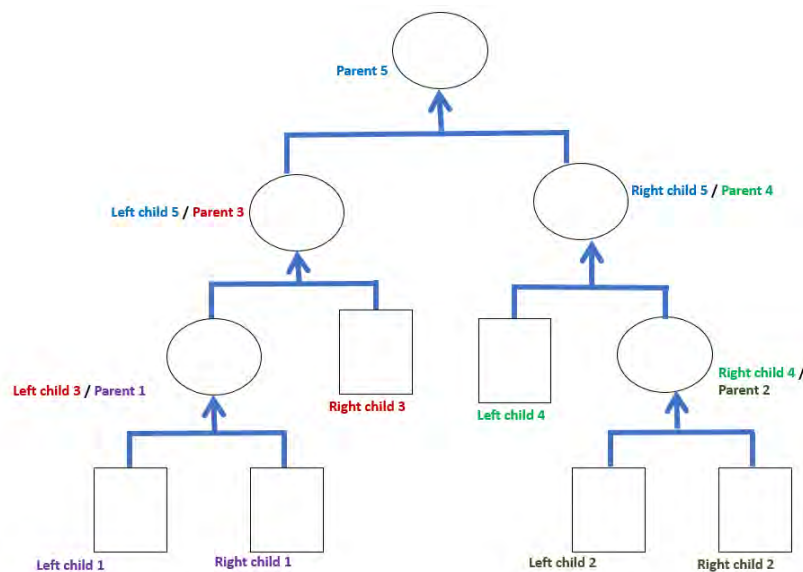 Parent 5
Left child 5 / Parent 3
Right child 5 / Parent 4
Left child 3 / Parent 1
Right child 3
Left child 4
Right child 4 /
Parent 2
Left child 1
Right child 1
Left child 2
Right child 2